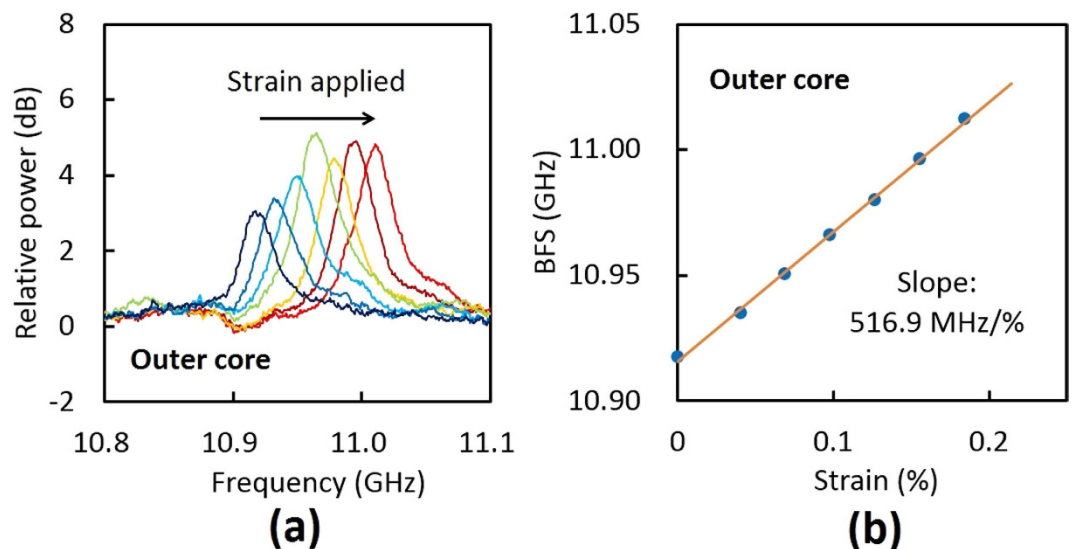 8
6
4
2
0
-2
Relative power (dB)
Strain applied
Outer core
10.8 10.9 11.0 11.1
Frequency (GHz)
(a)
11.05
11.00
10.95
10.90
BFS (GHz)
Outer core
Slope:
516.9 MHz/%
0 0.1 0.2
Strain (%)
(b)